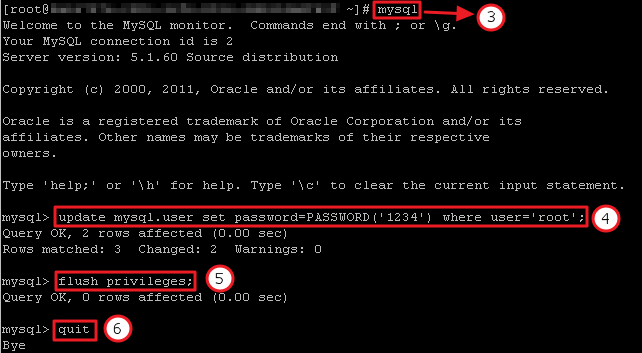 [root@ ~]# mysql 3
Welcome to the MySQL monitor.  Commands end with ; or \g.
Your MySQL connection id is 2
Server version: 5.1.60 Source distribution
Copyright (c) 2000, 2011, Oracle and/or its affiliates. All rights reserved.
Oracle is a registered trademark of Oracle Corporation and/or its
affiliates. Other names may be trademarks of their respective
owners.
Type 'help;' or '\h' for help. Type '\c' to clear the current input statement.
mysql> update mysql.user set password=PASSWORD('1234') where user='root'; 4
Query OK, 2 rows affected (0.00 sec)
Rows matched: 3  Changed: 2  Warnings: 0
mysql> flush privileges; 5
Query OK, 0 rows affected (0.00 sec)
mysql> quit 6
Bye